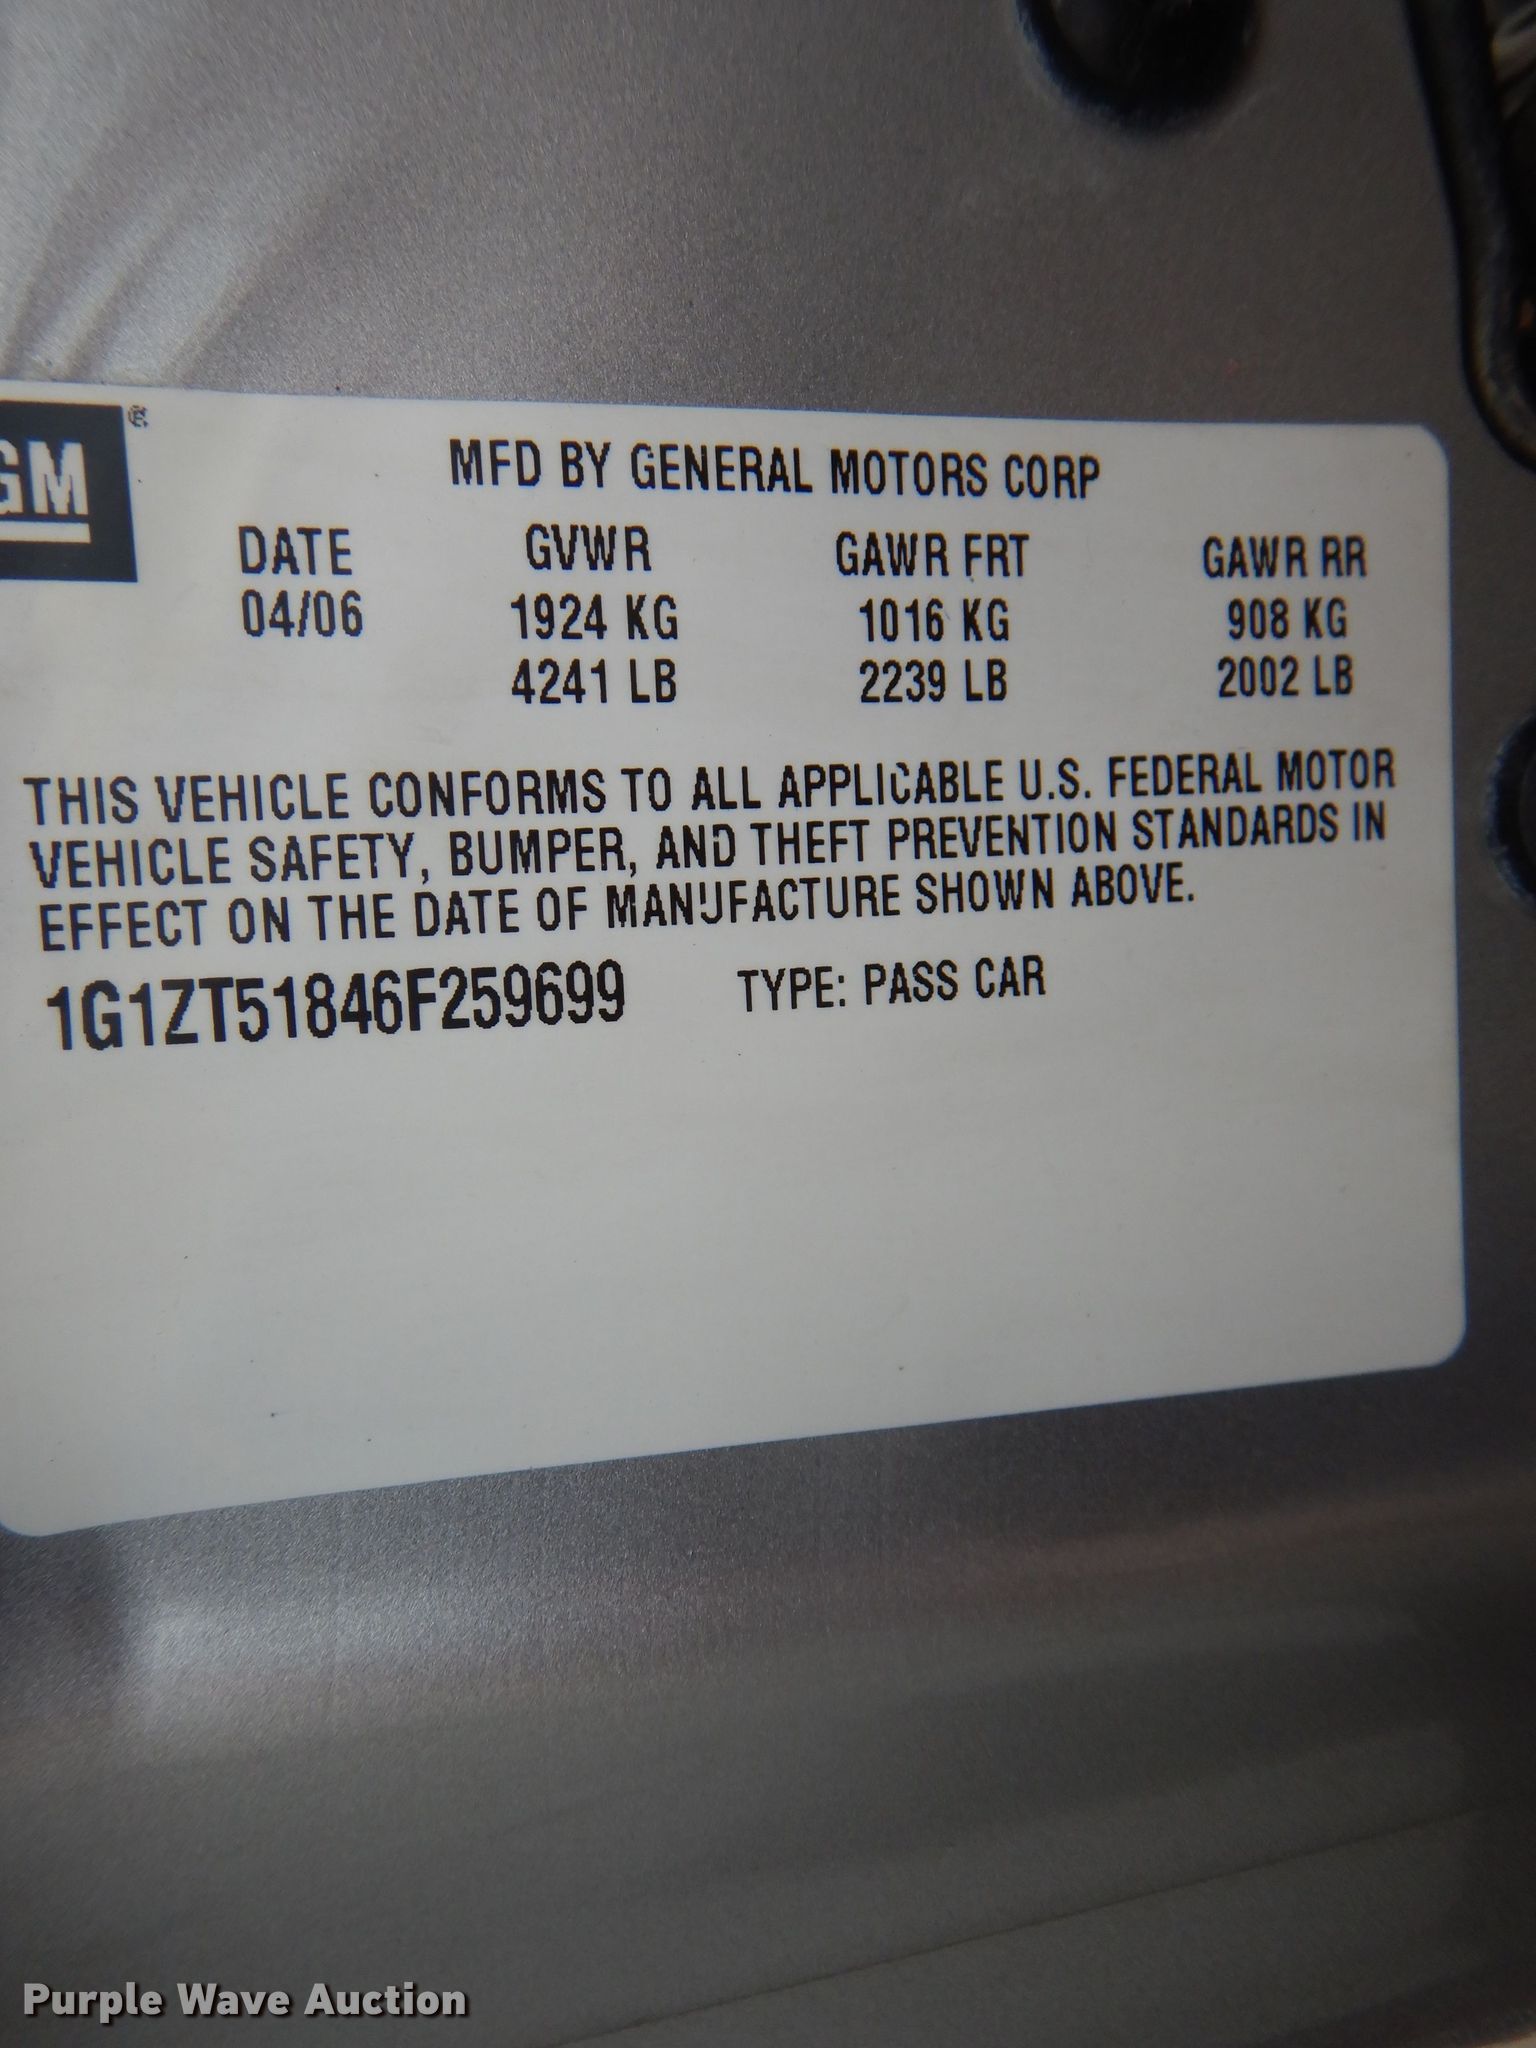 GM
MFD BY GENERAL MOTORS CORP
DATE GVWR GAWR FRT GAWR RR
04/06 1924 KG 1016 KG 908 KG
4241 LB 2239 LB 2002 LB
THIS VEHICLE CONFORMS TO ALL APPLICABLE U.S. FEDERAL MOTOR
VEHICLE SAFETY, BUMPER, AND THEFT PREVENTION STANDARDS IN
EFFECT ON THE DATE OF MANUFACTURE SHOWN ABOVE.
1G1ZT51846F259699 TYPE: PASS CAR
Purple Wave Auction